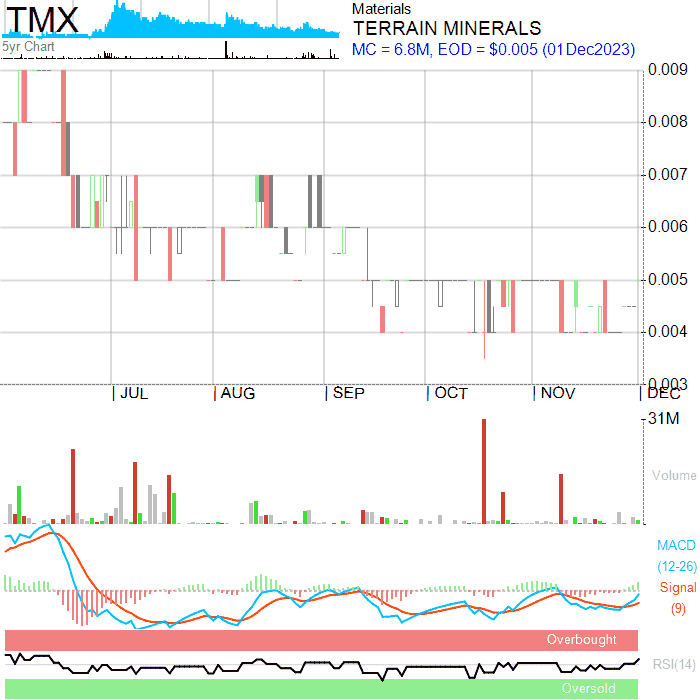 TMX
5yr Chart
Materials
TERRAIN MINERALS
MC = 6.8M, EOD = $0.005 (01Dec2023)
0.009
0.008
0.007
0.006
0.005
0.004
0.003
JUL AUG SEP OCT NOV DEC
31M
Volume
MACD
(12-26)
Signal
(9)
Overbought
RSI(14)
Oversold